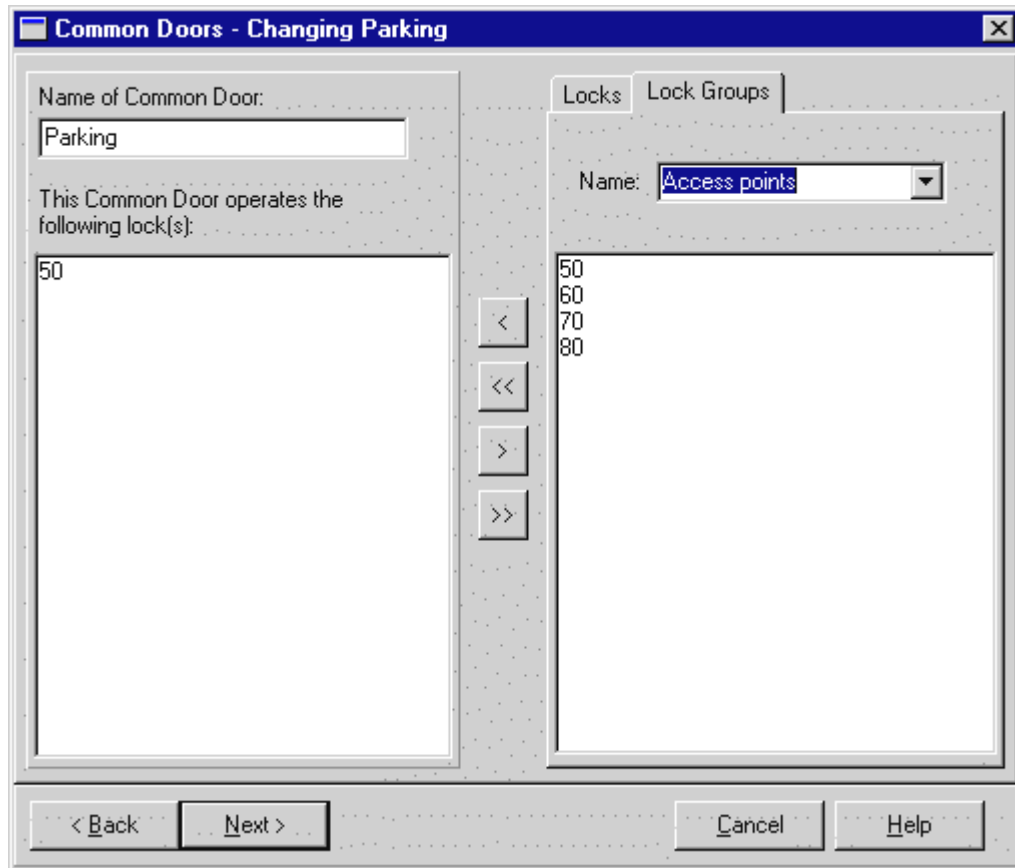 Common Doors - Changing Parking
Name of Common Door:
Parking
This Common Door operates the
following lock(s):
50
<
<<
>
>>
Locks
Lock Groups
Name:
Access points
50
60
70
80
< Back
Next >
Cancel
Help